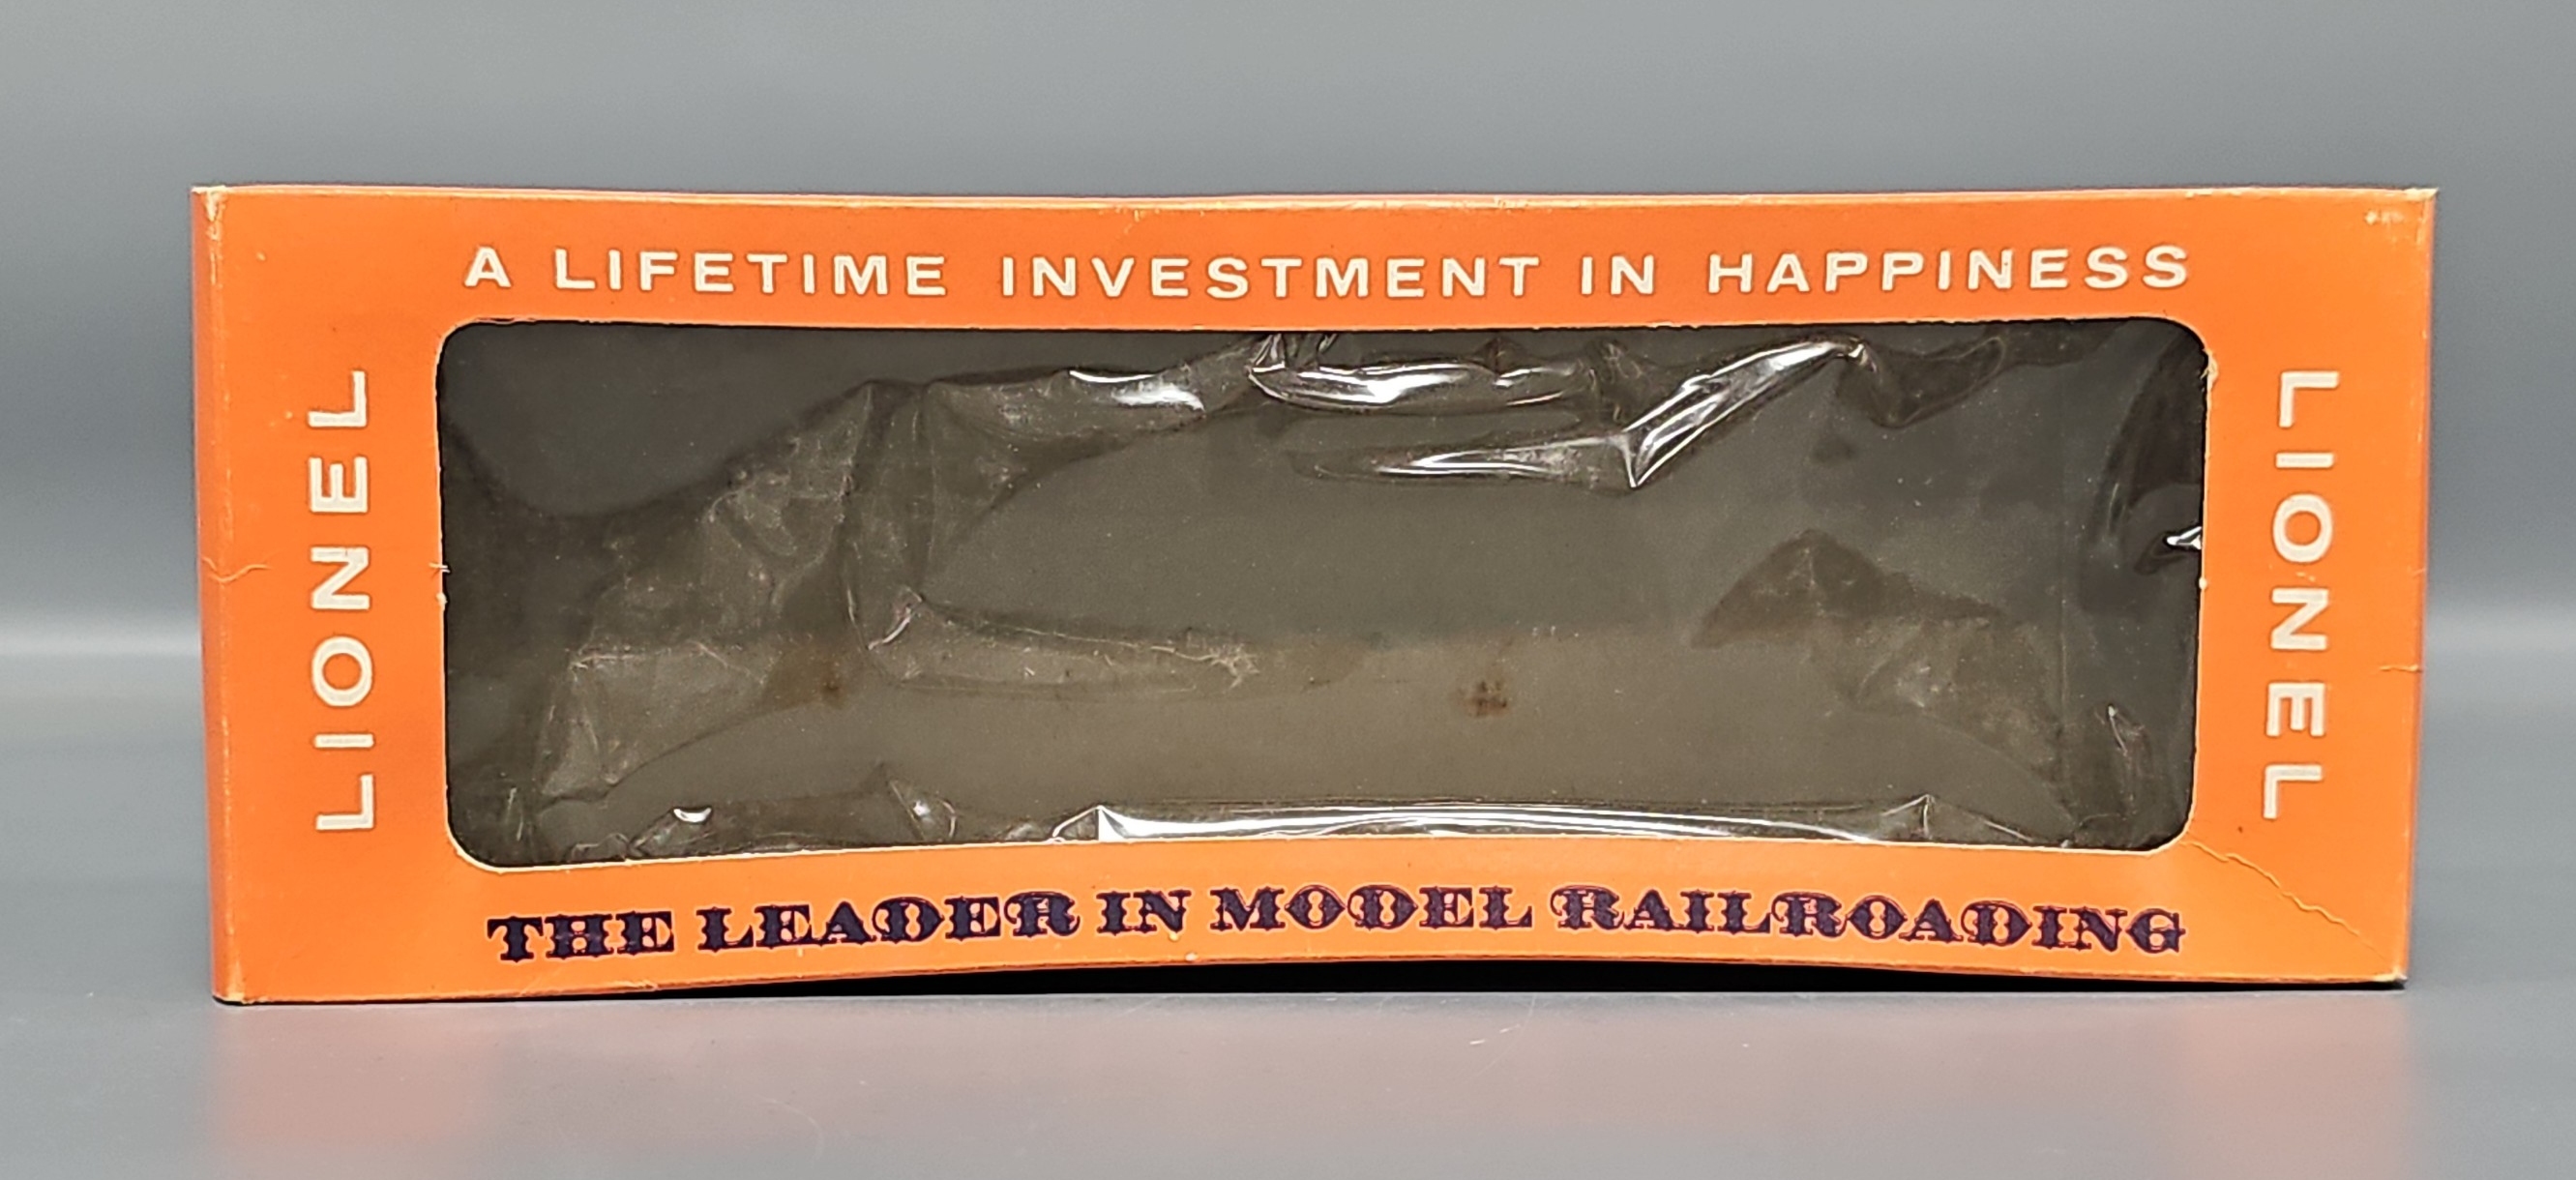 A LIFETIME INVESTMENT IN HAPPINESS
LIONEL
LIONEL
THE LEADER IN MODEL RAILROADING